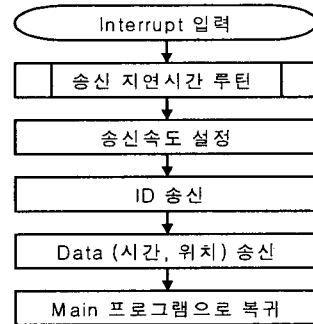 Interrupt 입력
송신 지연시간 루틴
송신속도 설정
ID 송신
Data (시간, 위치) 송신
Main 프로그램으로 복귀